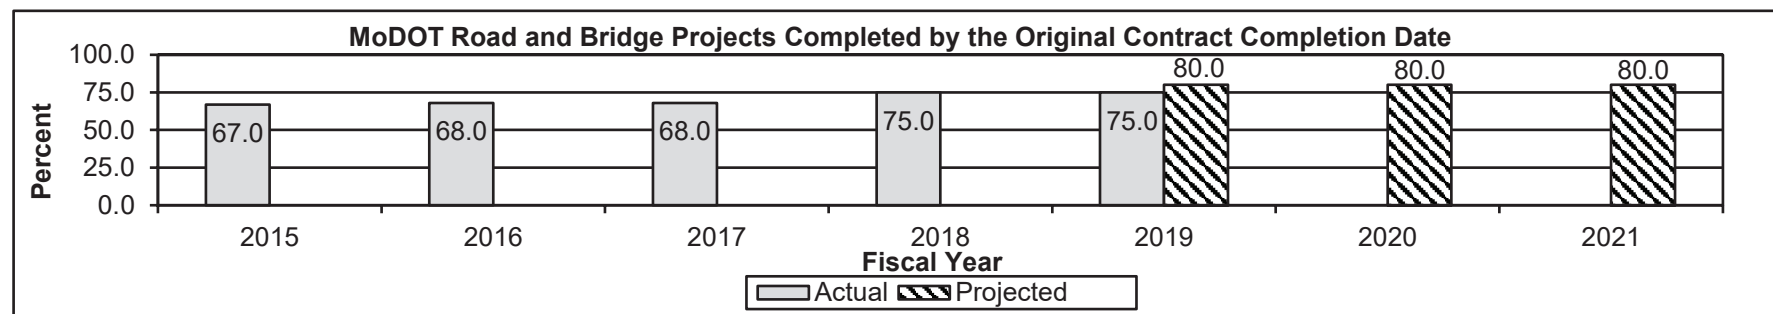 MoDOT Road and Bridge Projects Completed by the Original Contract Completion Date
Percent
100.0
75.0
50.0
25.0
0.0
67.0
68.0
68.0
75.0
75.0
80.0
80.0
80.0
2015 2016 2017 2018 2019 2020 2021
Fiscal Year
Actual Projected